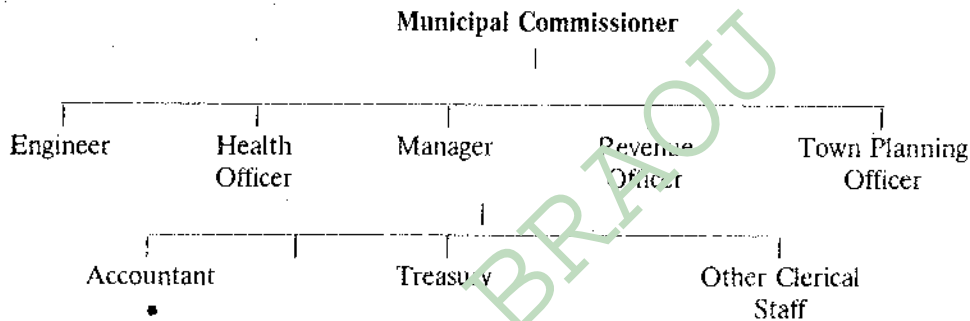 Municipal Commissioner
Engineer Health Officer Manager Revenue Officer Town Planning Officer
Accountant Treasury Other Clerical Staff
BRAOU